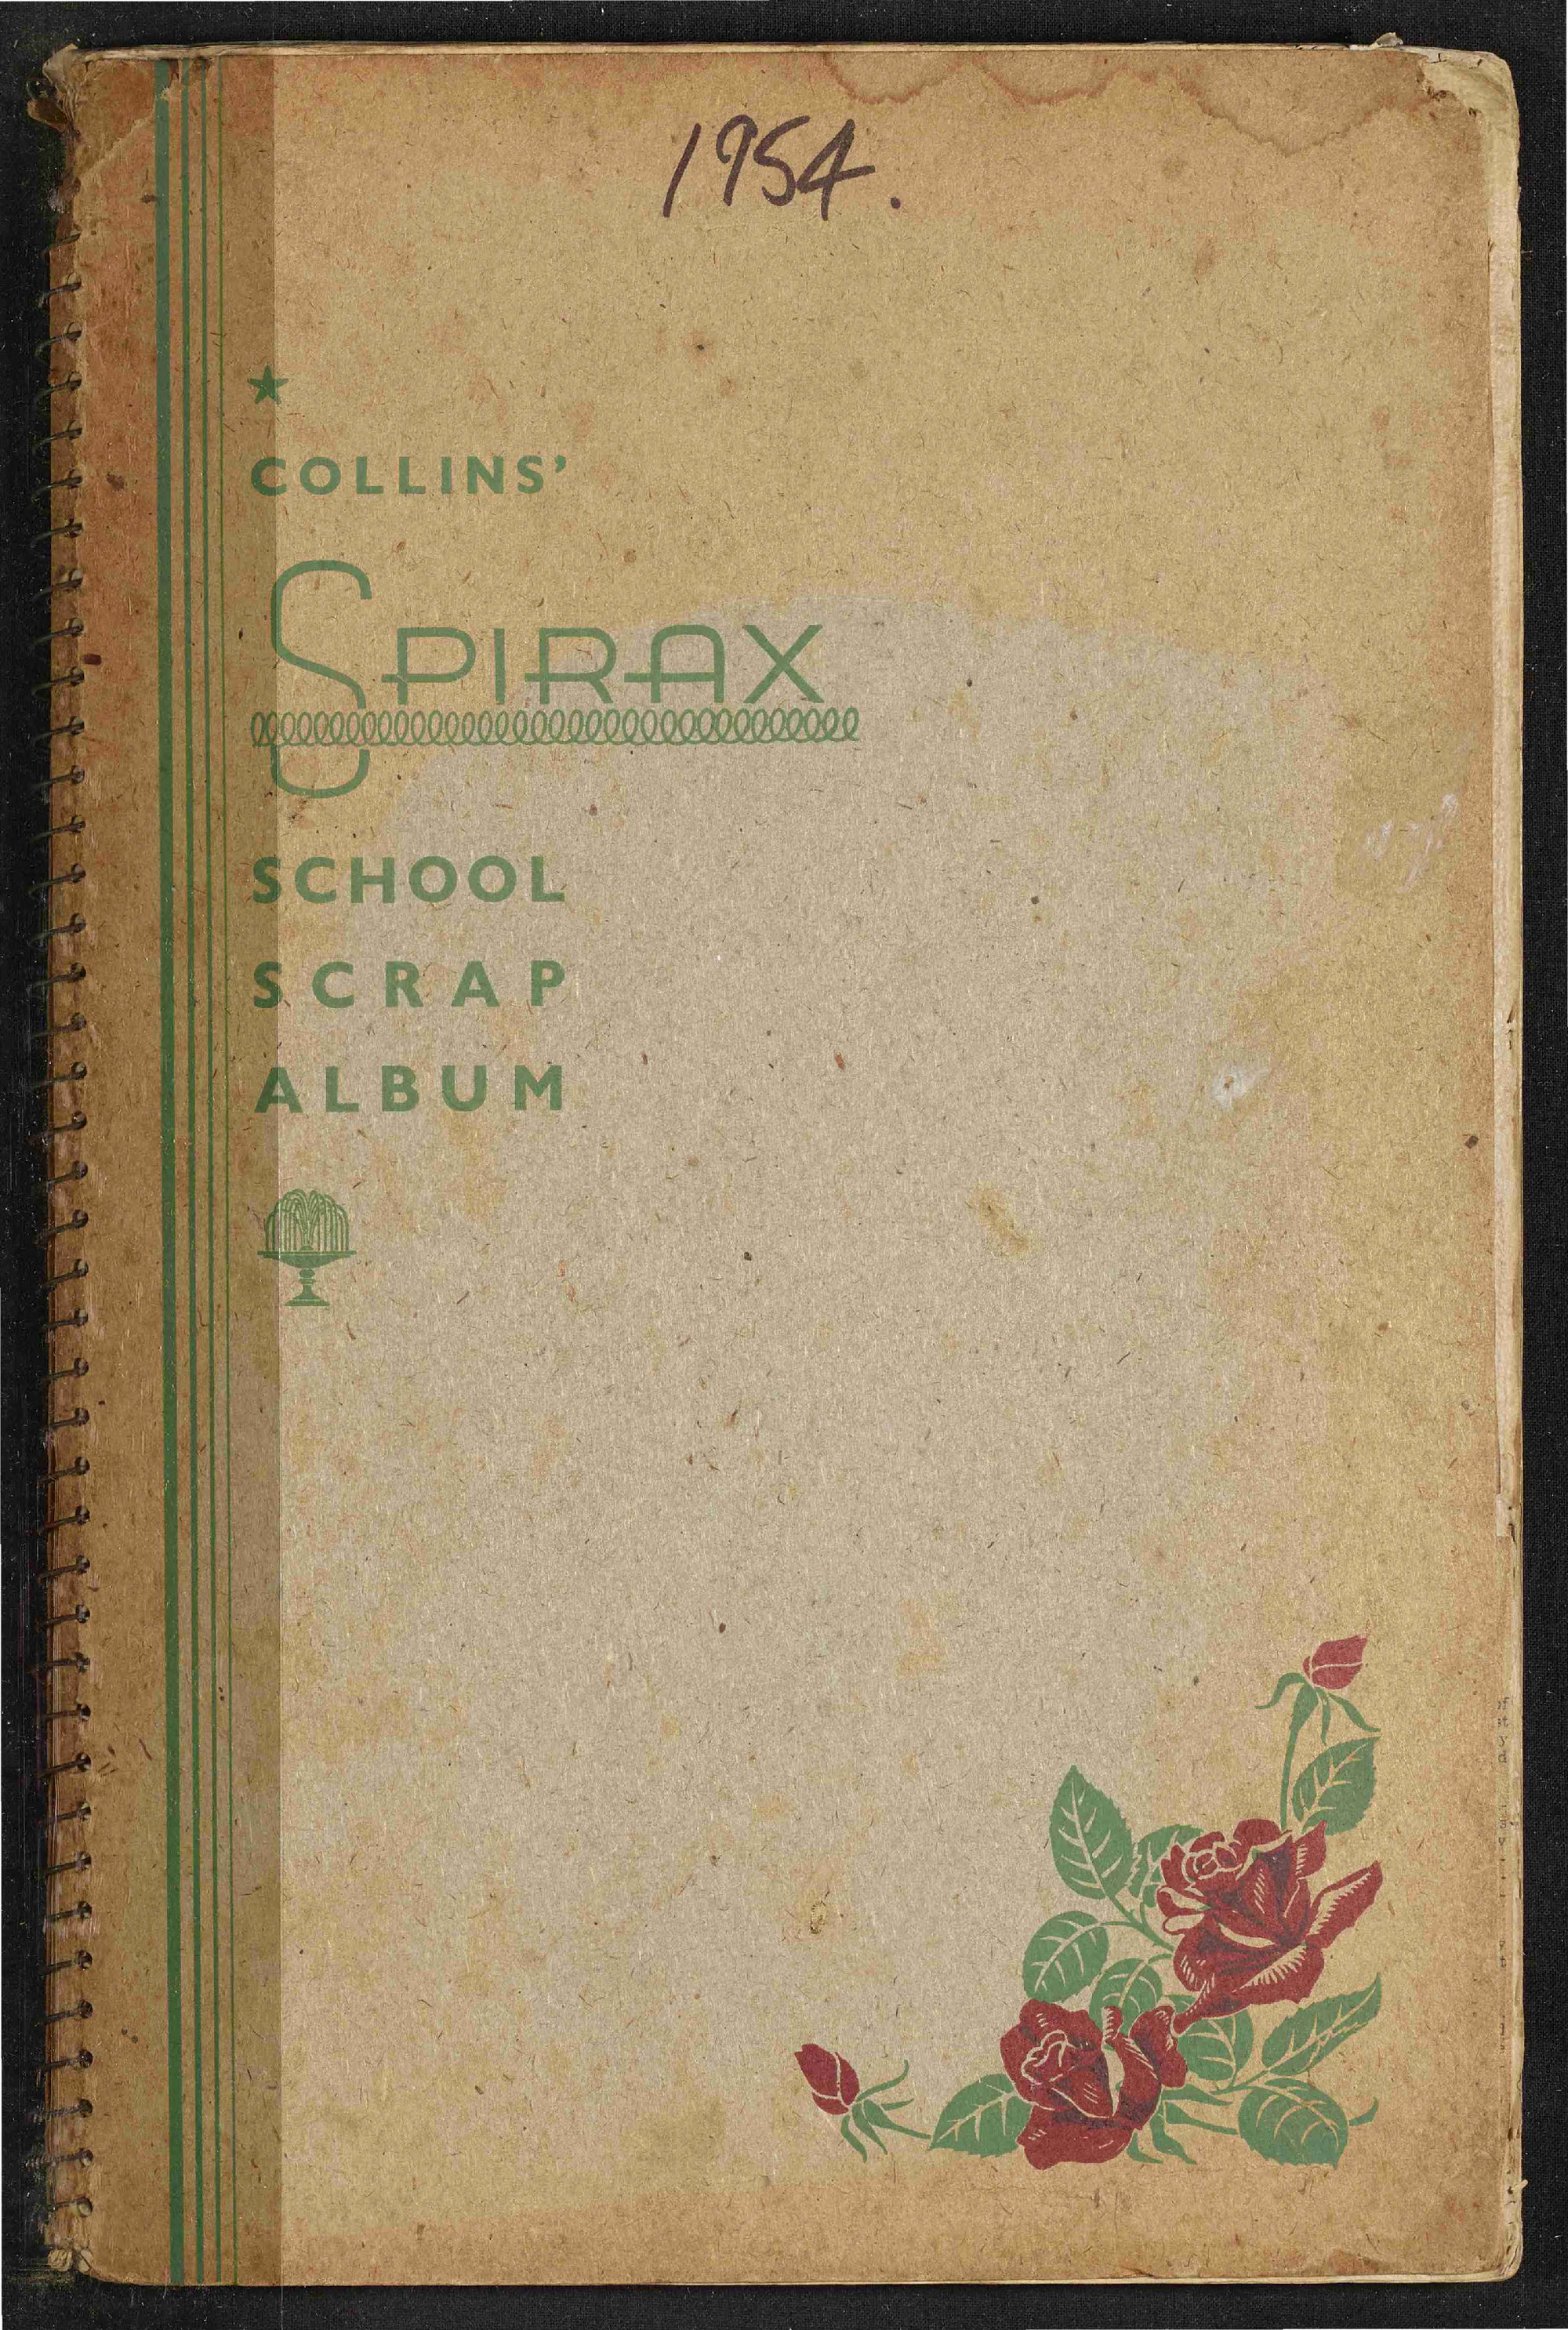 1954.
COLLINS'
SPIRAX
SCHOOL
SCRAP
ALBUM